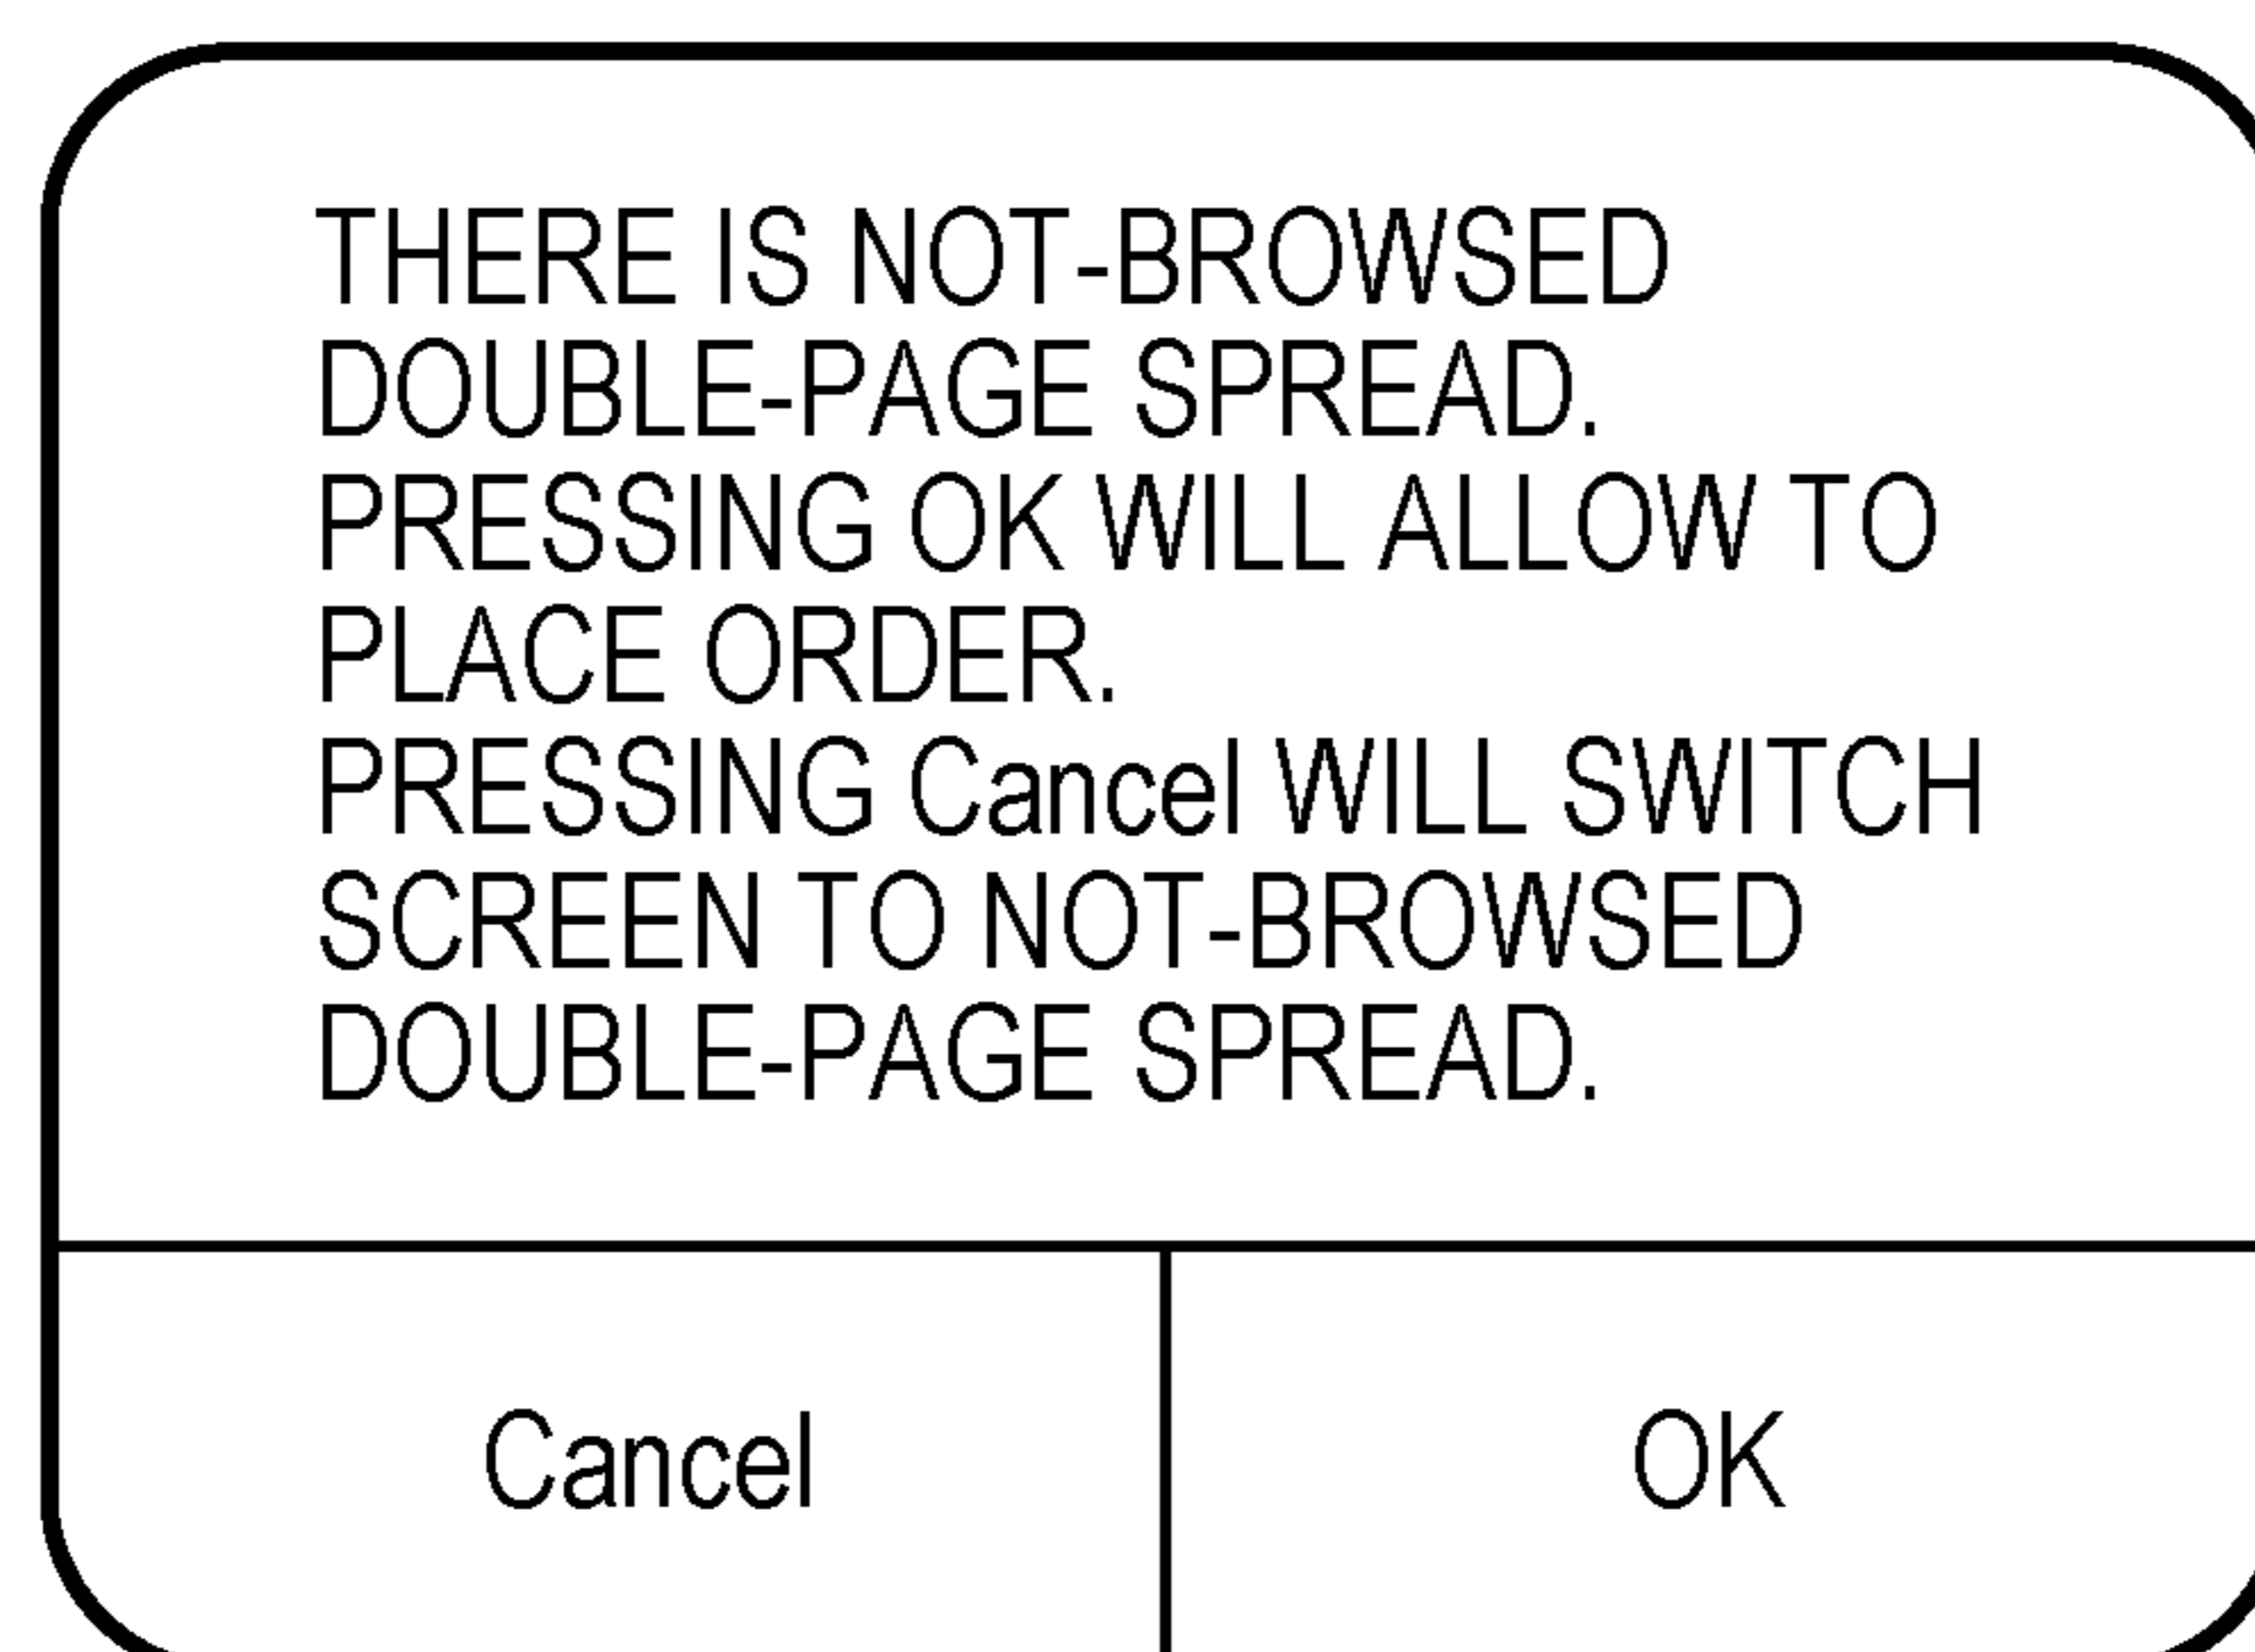 THERE IS NOT-BROWSED
DOUBLE-PAGE SPREAD.
PRESSING OK WILL ALLOW TO
PLACE ORDER.
PRESSING Cancel WILL SWITCH
SCREEN TO NOT-BROWSED
DOUBLE-PAGE SPREAD.
Cancel
OK